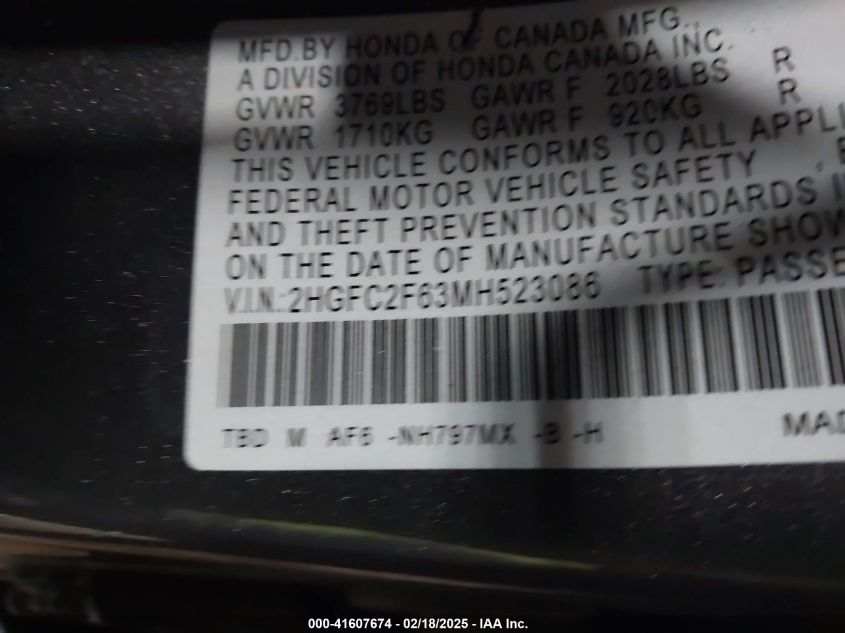 MFD.BY HONDA OF CANADA MFG.,
A DIVISION OF HONDA CANADA INC.
GVWR 3769LBS GAWR F 2028LBS R
GVWR 1710KG GAWR F 920KG R
THIS VEHICLE CONFORMS TO ALL APPLI
FEDERAL MOTOR VEHICLE SAFETY
AND THEFT PREVENTION STANDARDS I
ON THE DATE OF MANUFACTURE SHOW
V.I.N.:2HGFC2F63MH523086 TYPE: PASSE
TBD M AF6 -NH797MX -B -H MAD
000-41607674 - 02/18/2025 - IAA Inc.